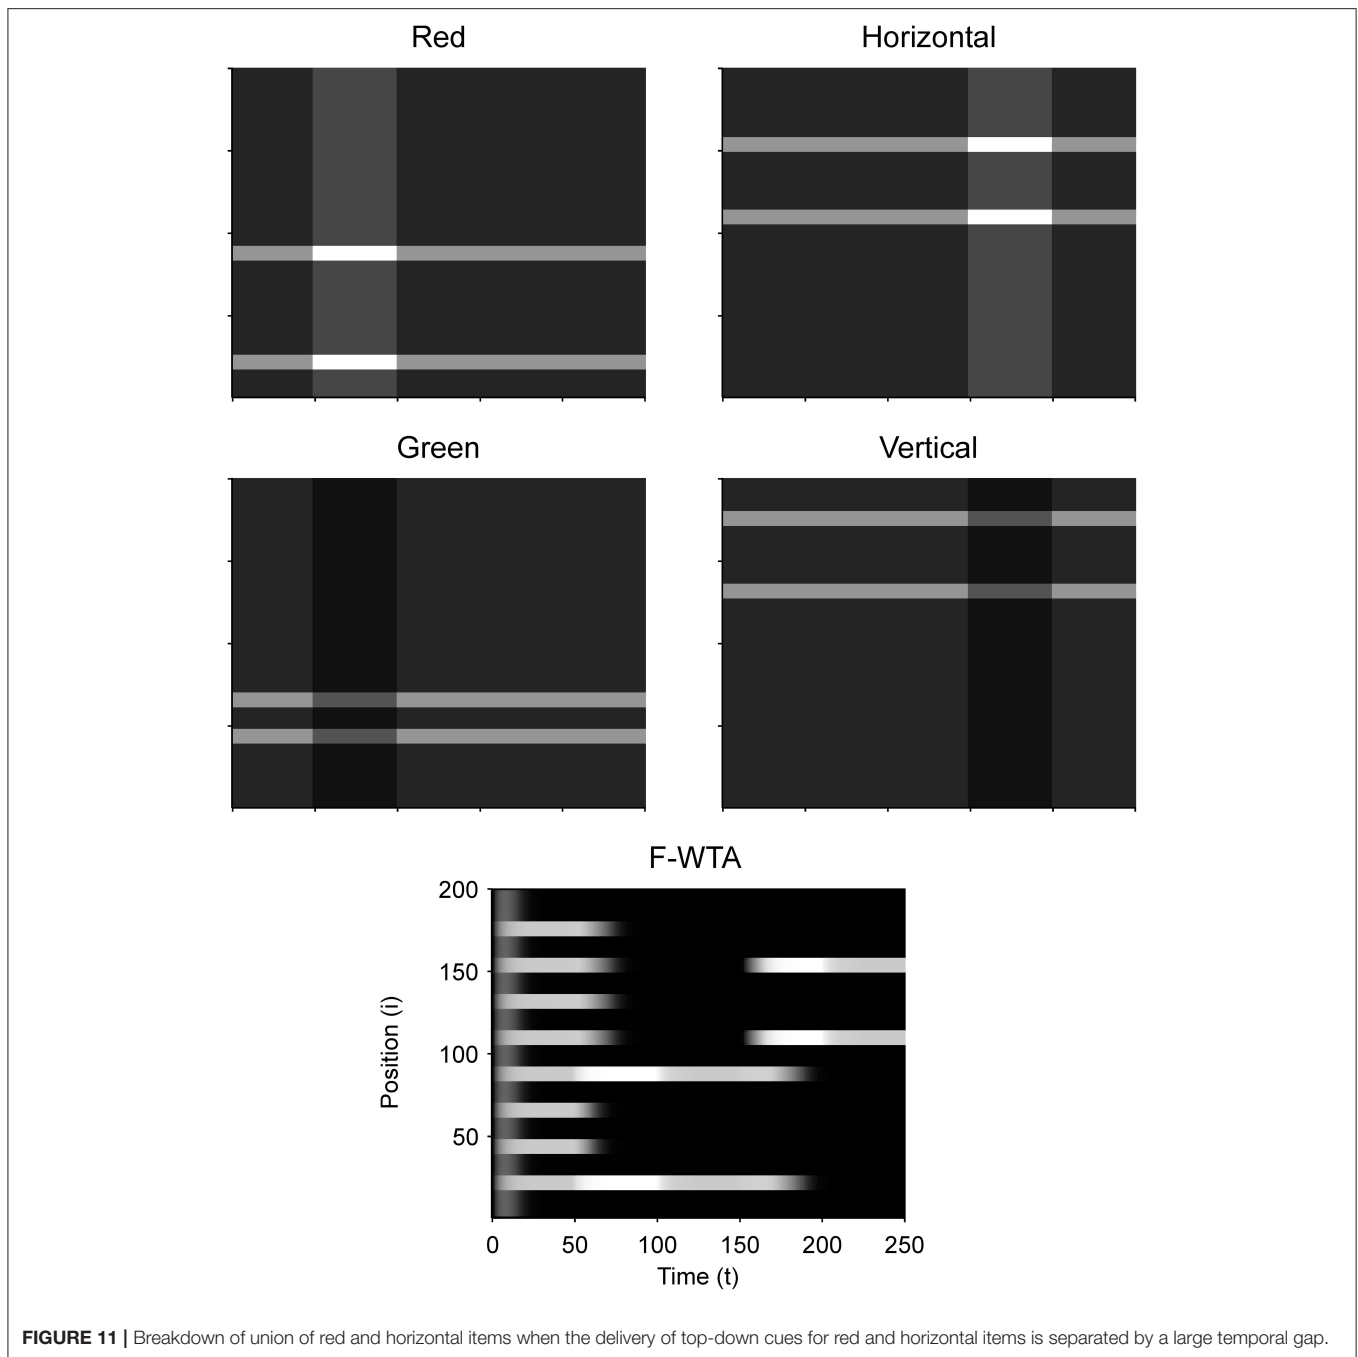 Red
Horizontal
Green
Vertical
F-WTA
200
150
100
50
Position (i)
0 50 100 150 200 250
Time (t)
FIGURE 11 | Breakdown of union of red and horizontal items when the delivery of top-down cues for red and horizontal items is separated by a large temporal gap.